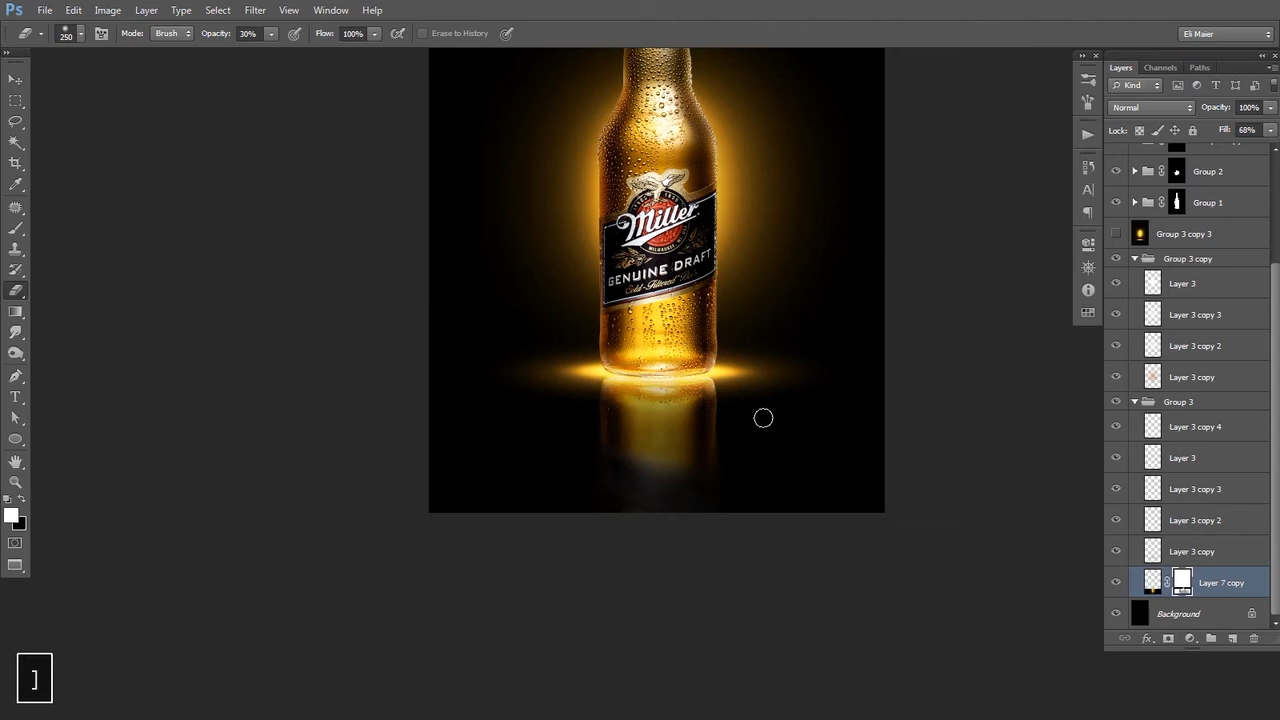 Ps File Edit Image Layer Type Select Filter View Window Help
250 Mode: Brush Opacity: 30% Flow: 100% Erase to History Eli Maier
Layers Channels Paths
Kind
Normal Opacity: 100%
Lock: Fill: 68%
Group 2
Group 1
Group 3 copy 3
Group 3 copy
Layer 3
Layer 3 copy 3
Layer 3 copy 2
Layer 3 copy
Group 3
Layer 3 copy 4
Layer 3
Layer 3 copy 3
Layer 3 copy 2
Layer 3 copy
Layer 7 copy
Background
Miller
GENUINE DRAFT
Cold-Filtered Beer
]